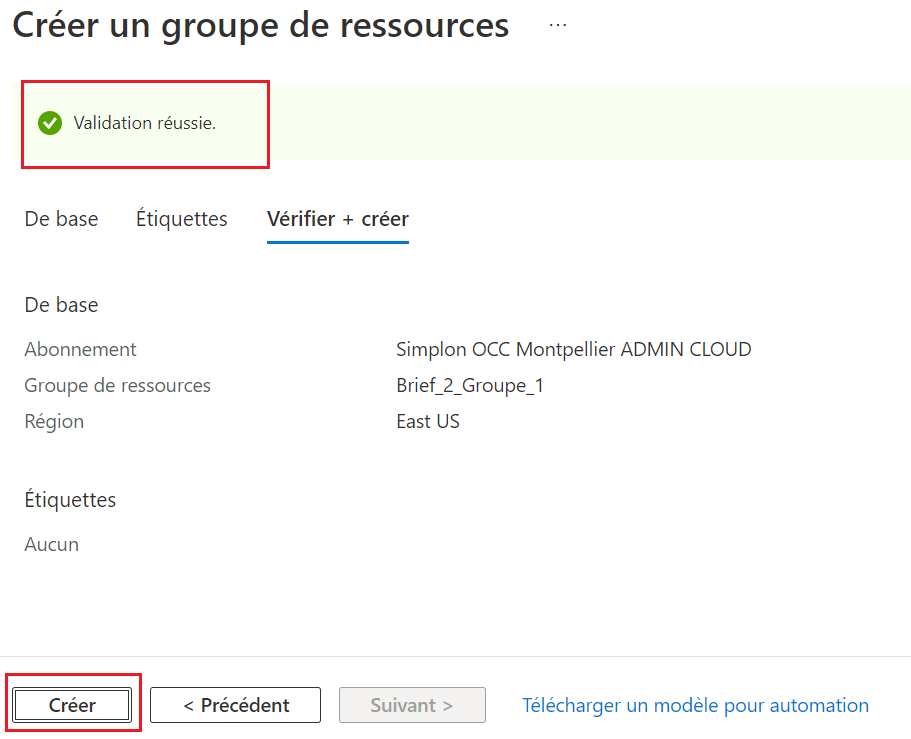 Créer un groupe de ressources ...
Validation réussie.
De base Étiquettes Vérifier + créer
De base
Abonnement Simplon OCC Montpellier ADMIN CLOUD
Groupe de ressources Brief_2_Groupe_1
Région East US
Étiquettes
Aucun
Créer < Précédent Suivant > Télécharger un modèle pour automation